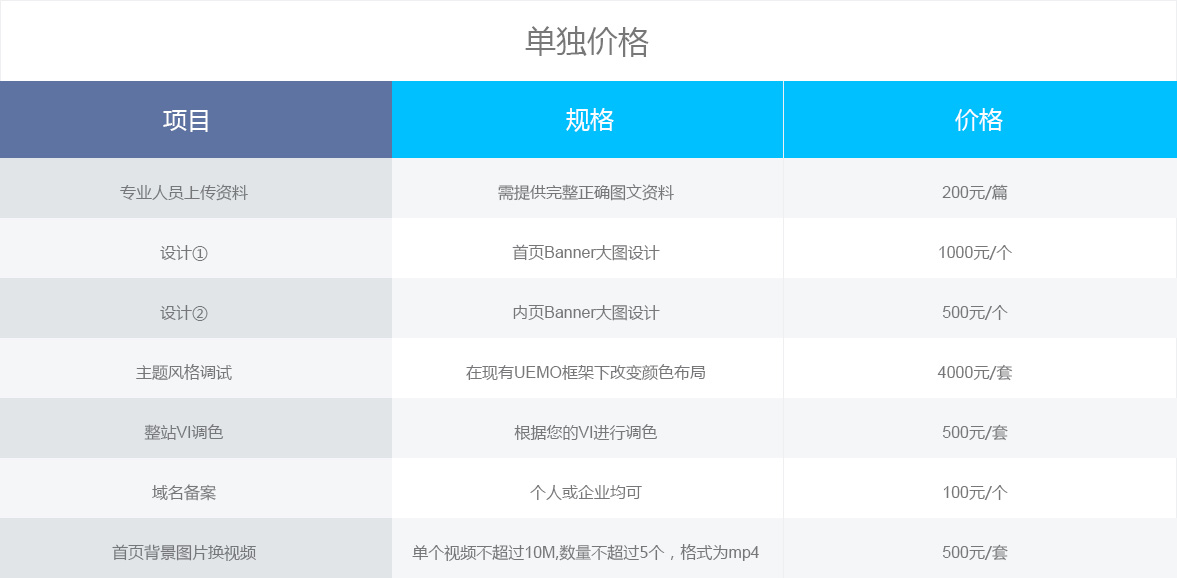 单独价格
项目 规格 价格
专业人员上传资料 需提供完整正确图文资料 200元/篇
设计① 首页Banner大图设计 1000元/个
设计② 内页Banner大图设计 500元/个
主题风格调试 在现有UEMO框架下改变颜色布局 4000元/套
整站VI调色 根据您的VI进行调色 500元/套
域名备案 个人或企业均可 100元/个
首页背景图片换视频 单个视频不超过10M,数量不超过5个，格式为mp4 500元/套